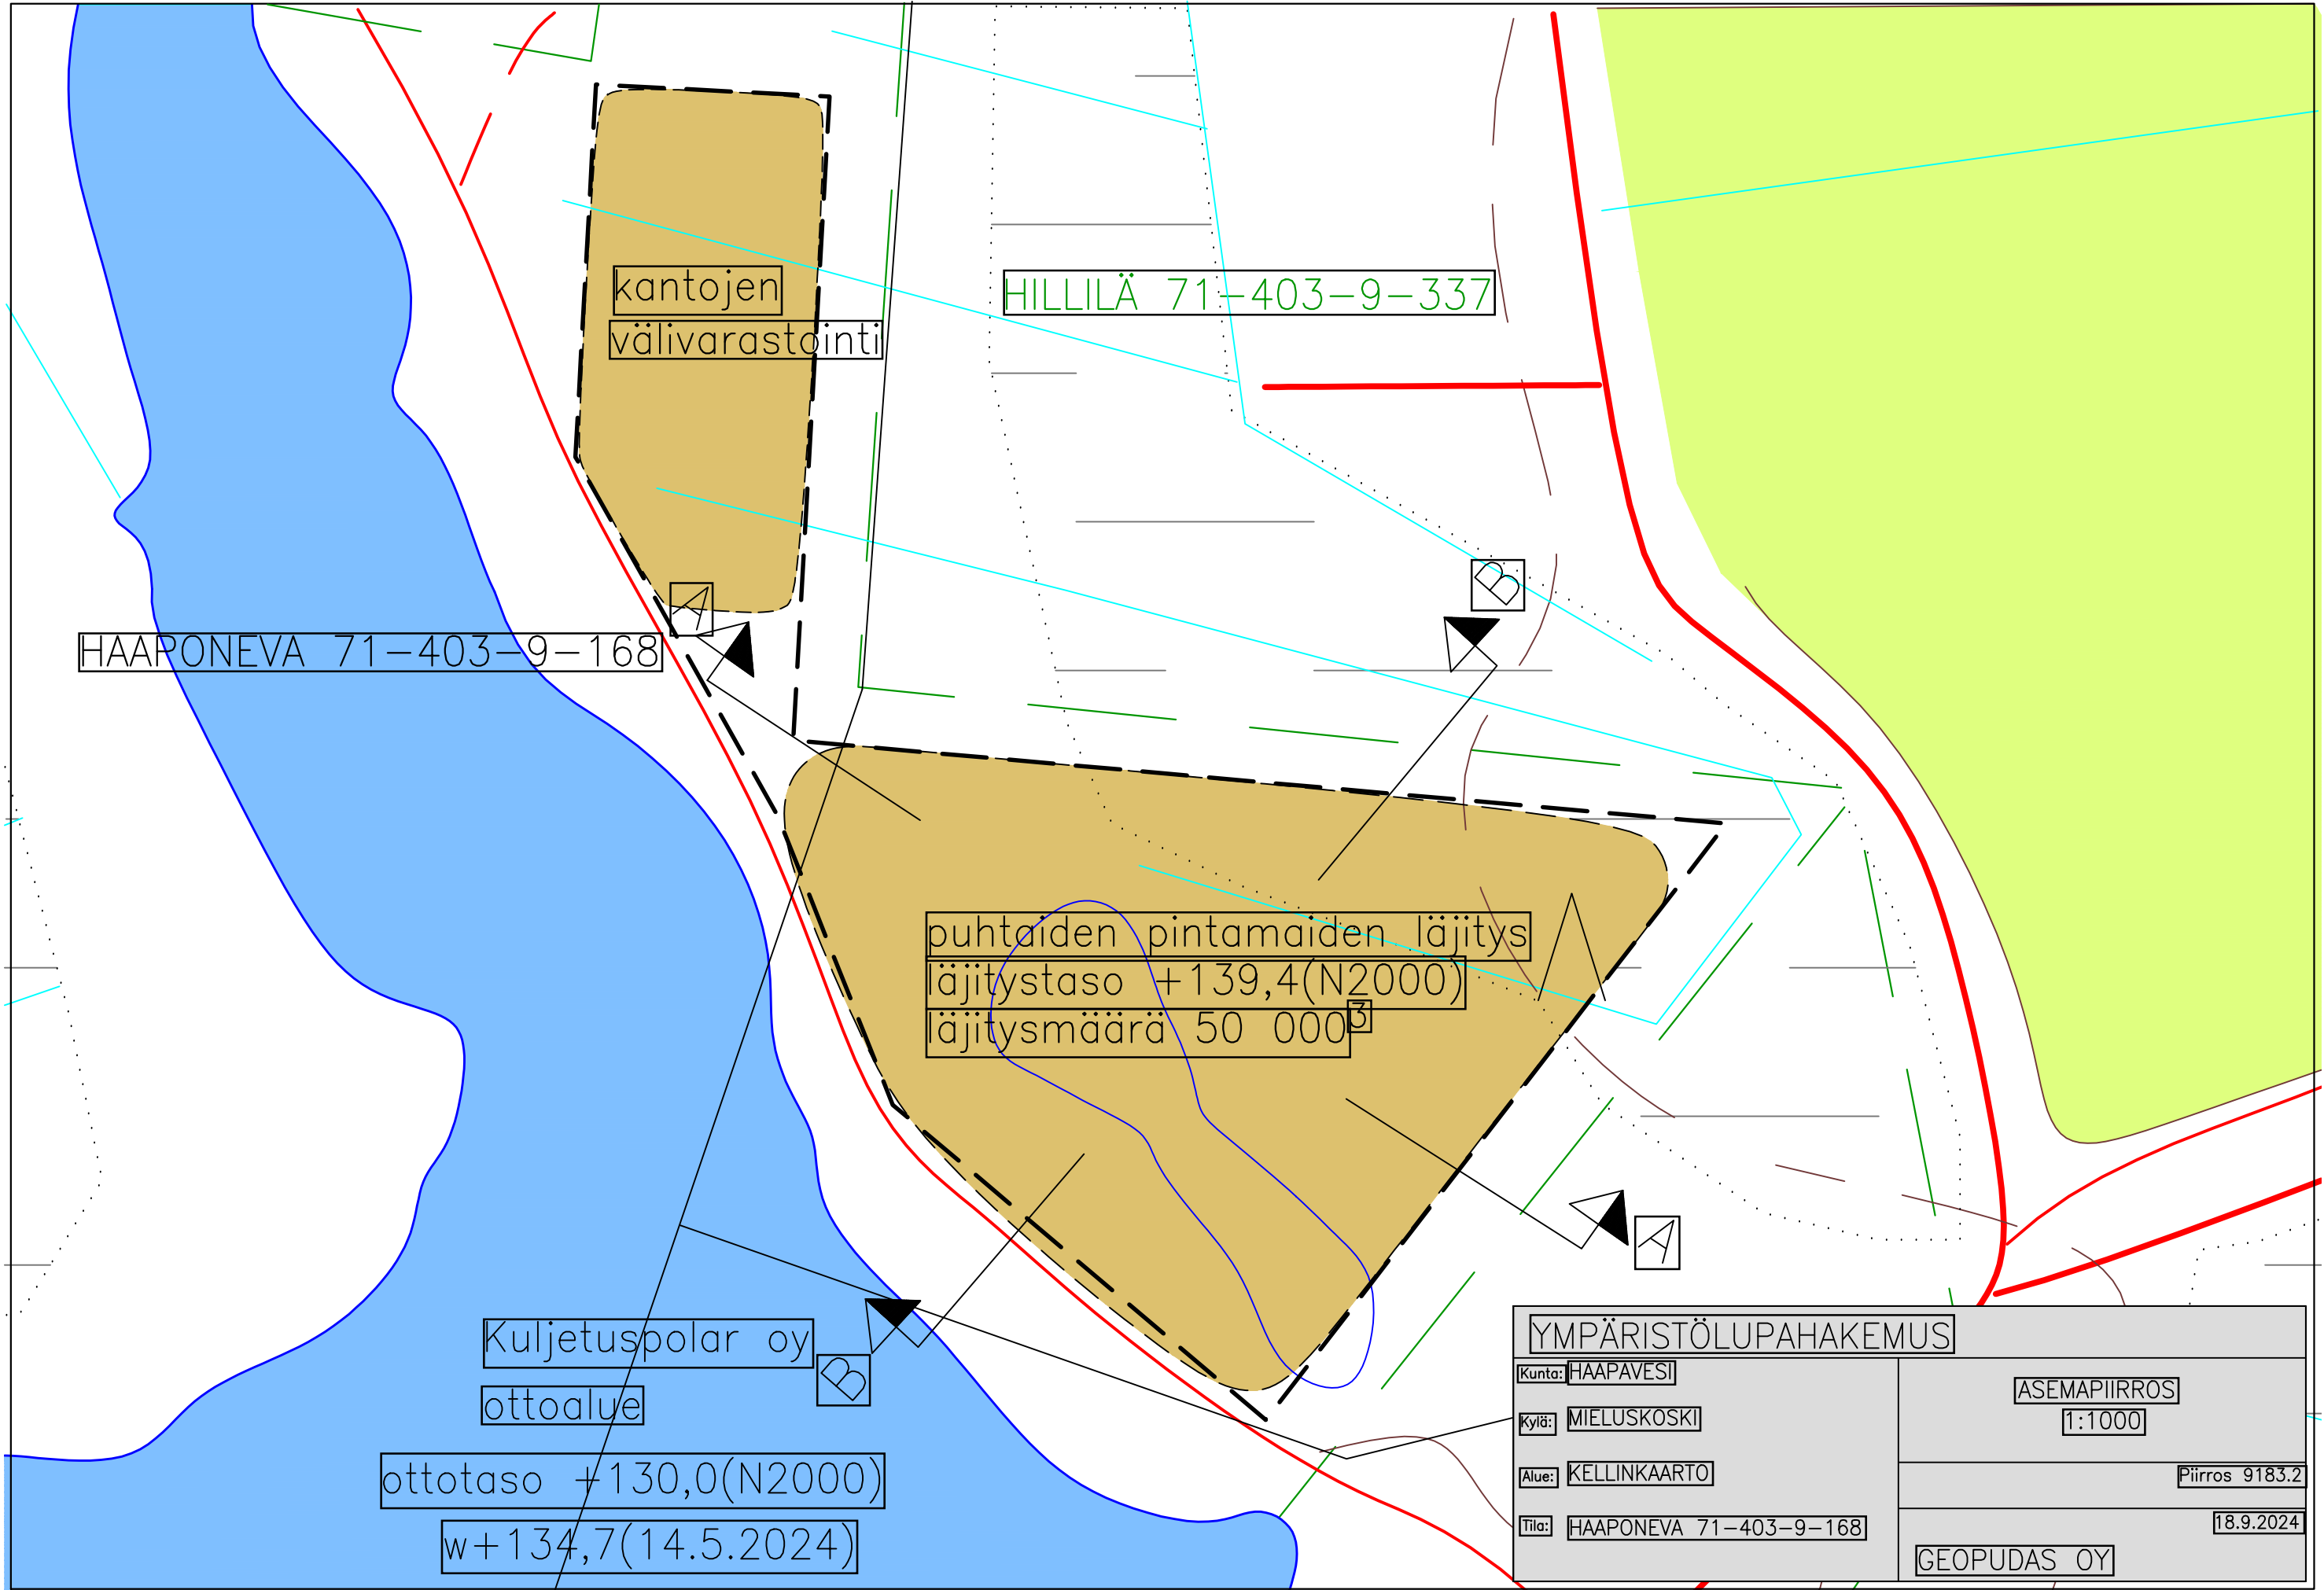 kantojen
välivarastointi
HILLILÄ 71-403-9-337
B
A
HAAPONEVA 71-403-9-168
puhtaiden pintamaiden läjitys
läjitystaso +139,4(N2000)
läjitysmäärä 50 000³
A
B
Kuljetuspolar oy
ottoalue
ottotaso +130,0(N2000)
w+134,7(14.5.2024)
YMPÄRISTÖLUPAHAKEMUS
Kunta: HAAPAVESI
Kylä: MIELUSKOSKI
Alue: KELLINKAARTO
Tila: HAAPONEVA 71-403-9-168
ASEMAPIIRROS
1:1000
Piirros 9183.2
18.9.2024
GEOPUDAS OY